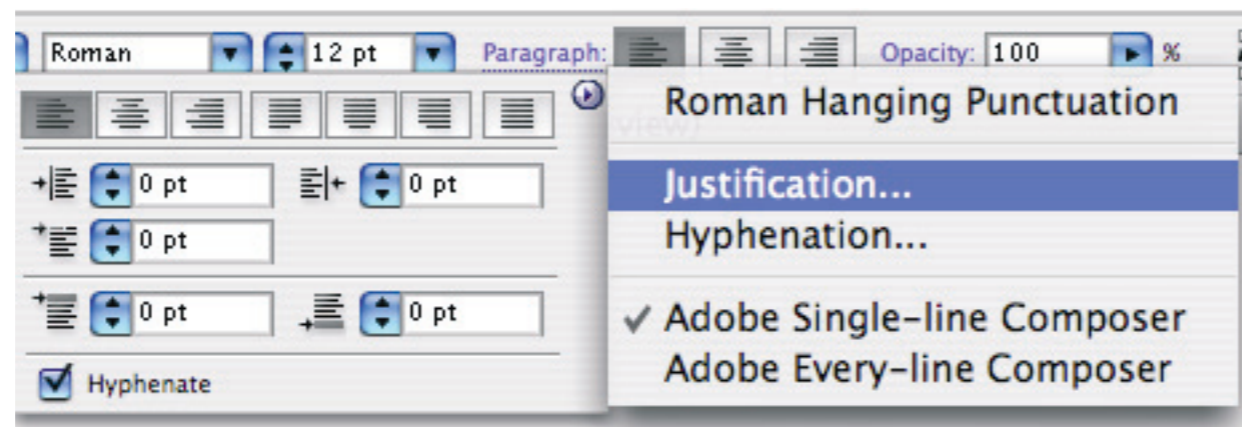 Roman 12 pt Paragraph: Opacity: 100 %
Roman Hanging Punctuation
view)
0 pt 0 pt
Justification...
0 pt
Hyphenation...
0 pt 0 pt
✓ Adobe Single-line Composer
Hyphenate
Adobe Every-line Composer